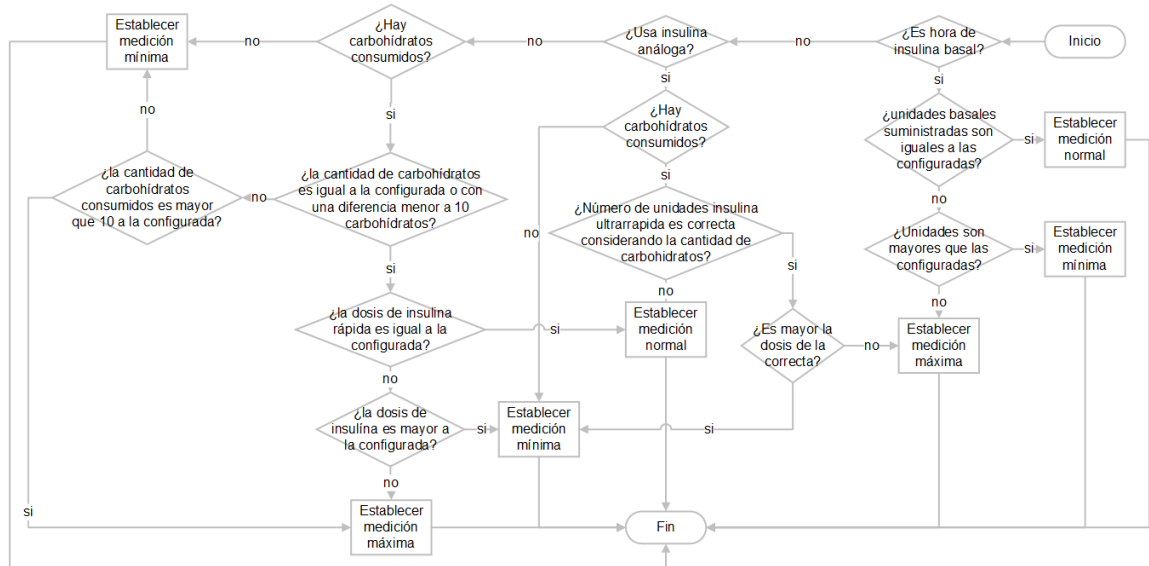 Establecer
medición
mínima
no
¿Hay
carbohídratos
consumidos?
no
¿Usa insulina
análoga?
no
¿Es hora de
insulina basal?
Inicio
si
si
si
no
¿Hay
carbohídratos
consumidos?
¿unidades basales
suministradas son
iguales a las
configuradas?
si
Establecer
medición
normal
¿la cantidad de
carbohídratos
consumidos es mayor
que 10 a la configurada?
no
¿la cantidad de carbohídratos
es igual a la configurada o con
una diferencia menor a 10
carbohídratos?
si
no
no
¿Número de unidades insulina
ultrarrapida es correcta
considerando la cantidad de
carbohidratos?
¿Unidades son
mayores que las
configuradas?
si
Establecer
medición
mínima
si
si
no
no
¿la dosis de insulina
rápida es igual a la
configurada?
si
Establecer
medición
normal
¿Es mayor la
dosis de la
correcta?
no
Establecer
medición
máxima
no
¿la dosis de
insulína es mayor a
la configurada?
si
Establecer
medición
mínima
si
no
si
Establecer
medición
máxima
Fin